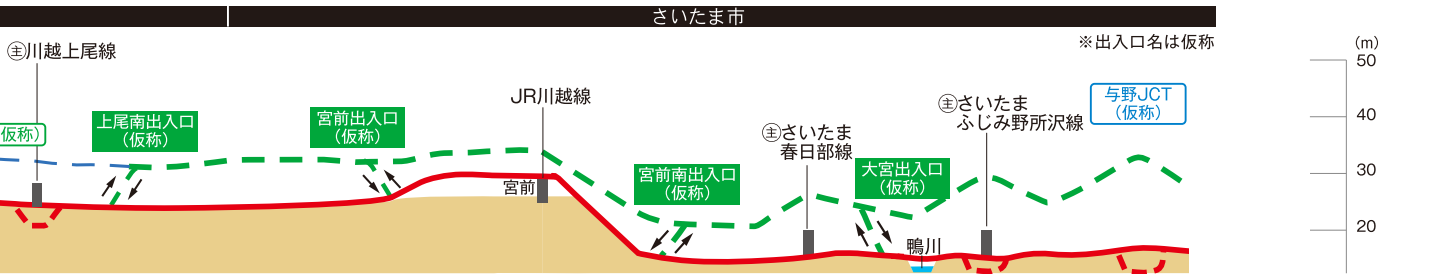 さいたま市
※出入口名は仮称
㊟川越上尾線
仮称）
上尾南出入口
（仮称）
宮前出入口
（仮称）
JR川越線
宮前
宮前南出入口
（仮称）
主さいたま
春日部線
大宮出入口
（仮称）
鴨川
主さいたま
ふじみ野所沢線
与野JCT
（仮称）
(m)
50
40
30
20